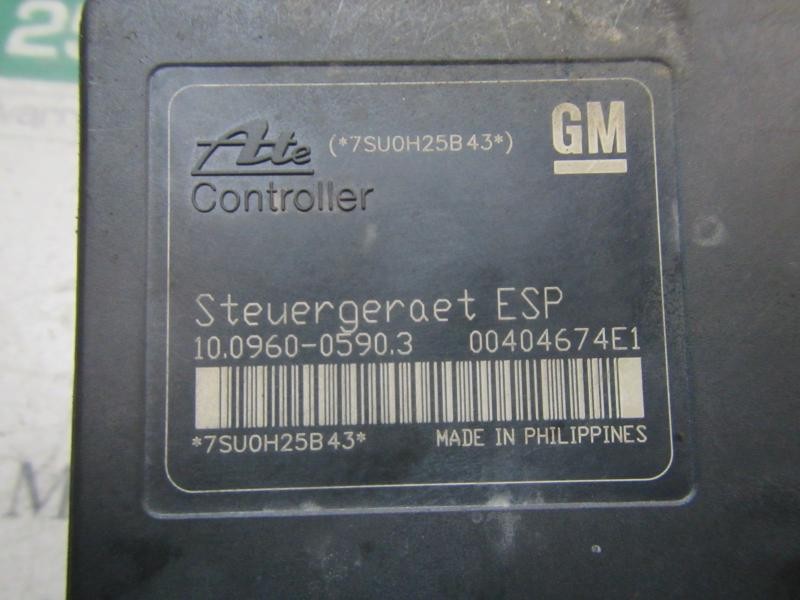 Ate (*7SU0H25B43*) GM
Controller
Steuergeraet ESP
10.0960-0590.3 00404674E1
*7SU0H25B43* MADE IN PHILIPPINES